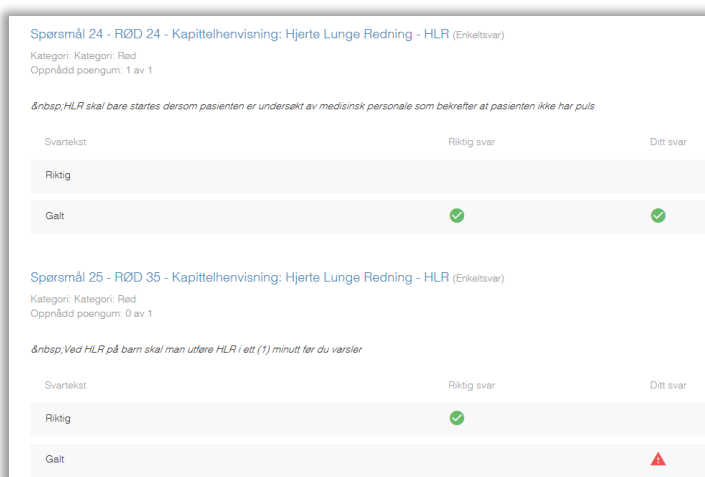 Spørsmål 24 - RØD 24 - Kapittelhenvisning: Hjerte Lunge Redning - HLR (Enkeltsvar)
Kategori: Kategori: Rød
Oppnådd poengum: 1 av 1
&nbsp;HLR skal bare startes dersom pasienten er undersøkt av medisinsk personale som bekrefter at pasienten ikke har puls
Svartekst Riktig svar Ditt svar
Riktig
Galt
Spørsmål 25 - RØD 35 - Kapittelhenvisning: Hjerte Lunge Redning - HLR (Enkeltsvar)
Kategori: Kategori: Rød
Oppnådd poengum: 0 av 1
&nbsp;Ved HLR på barn skal man utføre HLR i ett (1) minutt før du varsler
Svartekst Riktig svar Ditt svar
Riktig
Galt